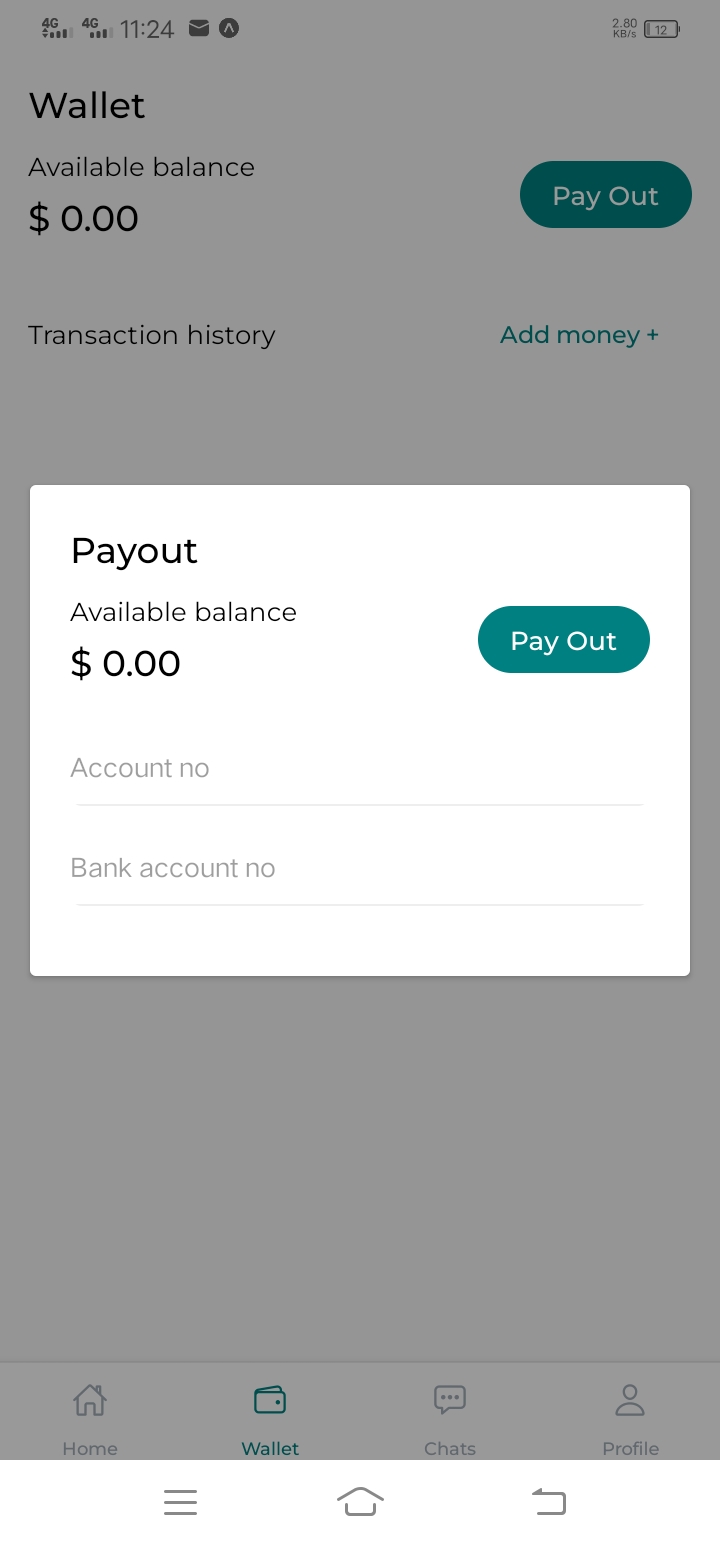 4G 4G 11:24 2.80 KB/s 12
Wallet
Available balance
$ 0.00
Pay Out
Transaction history
Add money +
Payout
Available balance
$ 0.00
Pay Out
Account no
Bank account no
Home
Wallet
Chats
Profile